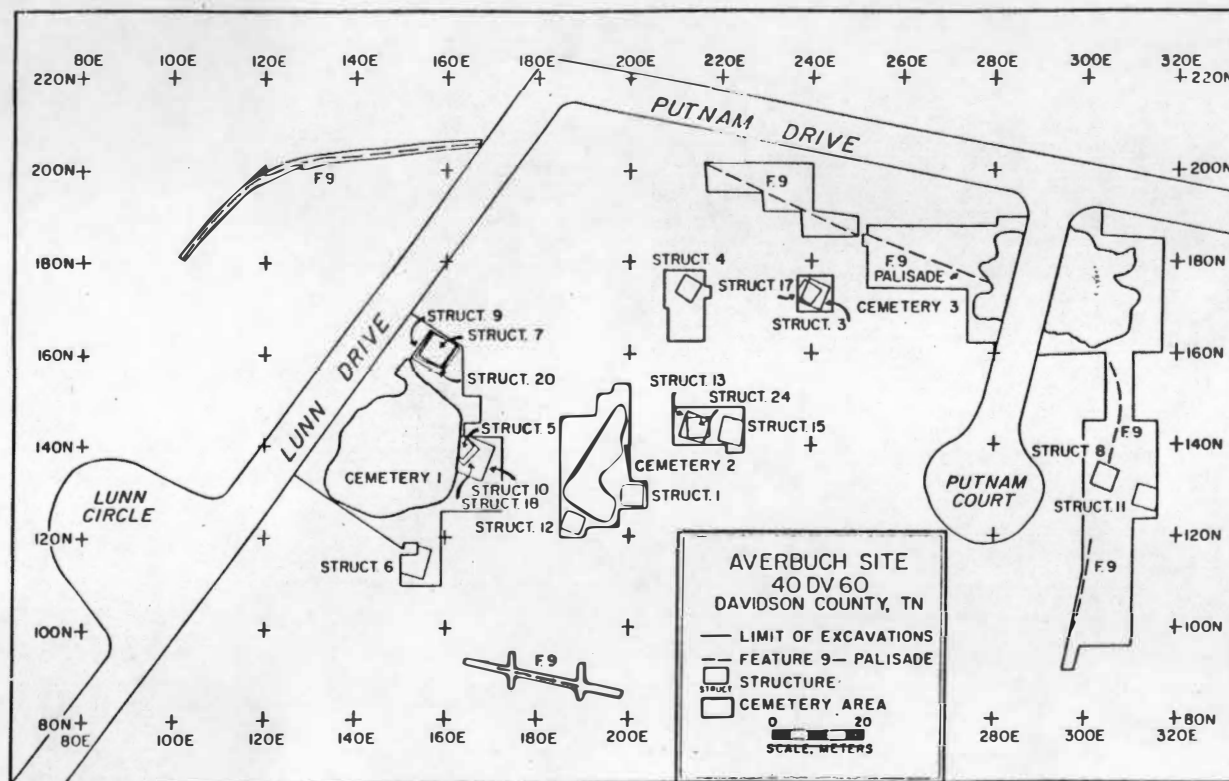 80E 100E 120E 140E 160E 180E 200E 220E 240E 260E 280E 300E 320E
220N 220N
PUTNAM DRIVE
200N 200N
F.9
F.9
180N 180N
F.9
PALISADE
STRUCT. 4
STRUCT. 17
CEMETERY 3
STRUCT. 3
LUNN DRIVE
STRUCT. 9
STRUCT. 7
160N 160N
STRUCT. 20
STRUCT. 13
STRUCT. 24
STRUCT. 15
STRUCT. 5
140N 140N
F.9
STRUCT 8
CEMETERY 2
CEMETERY 1
STRUCT. 10
STRUCT. 18
STRUCT. 1
PUTNAM
COURT
STRUCT. 11
LUNN
CIRCLE
STRUCT. 12
120N 120N
STRUCT. 6
F.9
100N 100N
F.9
80N 80N
80E 100E 120E 140E 160E 180E 200E 280E 300E 320E
AVERBUCH SITE
40 DV 60
DAVIDSON COUNTY, TN
LIMIT OF EXCAVATIONS
FEATURE 9 — PALISADE
STRUCT STRUCTURE
CEMETERY AREA
0 20
SCALE, METERS